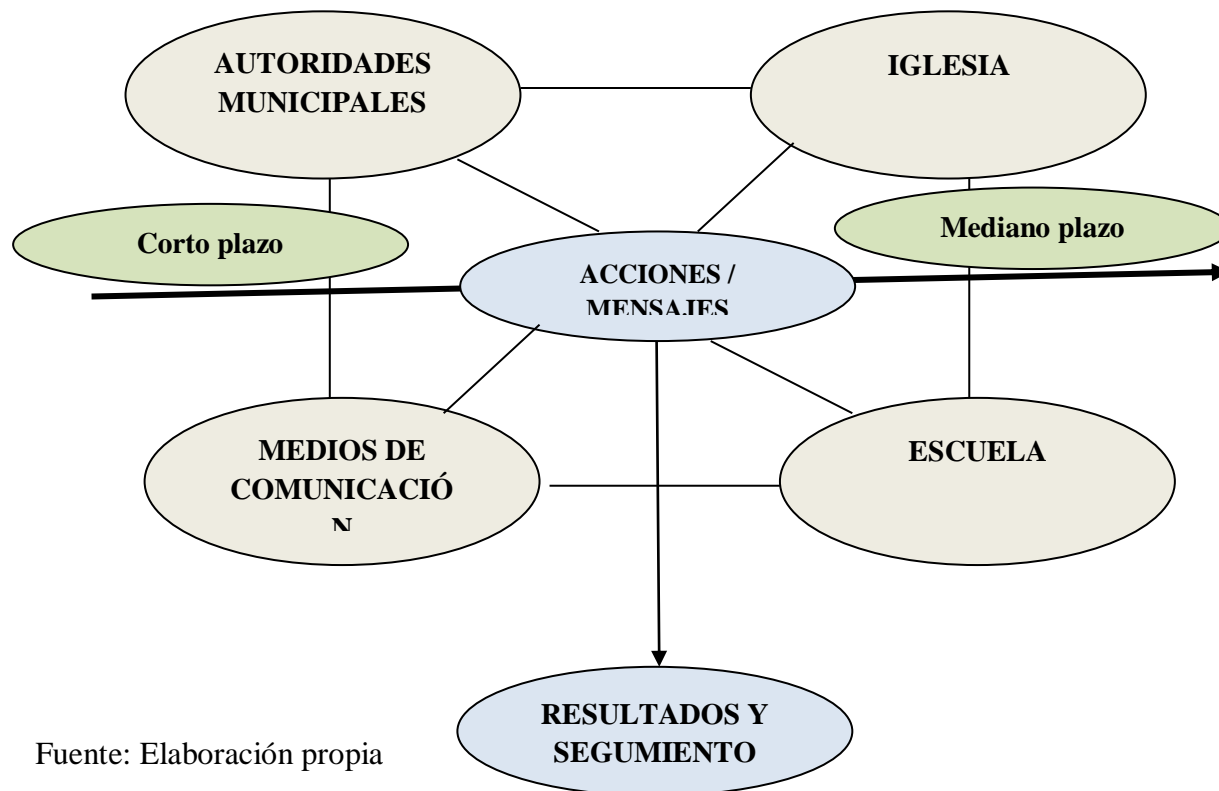 AUTORIDADES
MUNICIPALES
IGLESIA
Corto plazo
Mediano plazo
ACCIONES /
MENSAJES
MEDIOS DE
COMUNICACIÓ
N
ESCUELA
RESULTADOS Y
SEGUMIENTO
Fuente: Elaboración propia